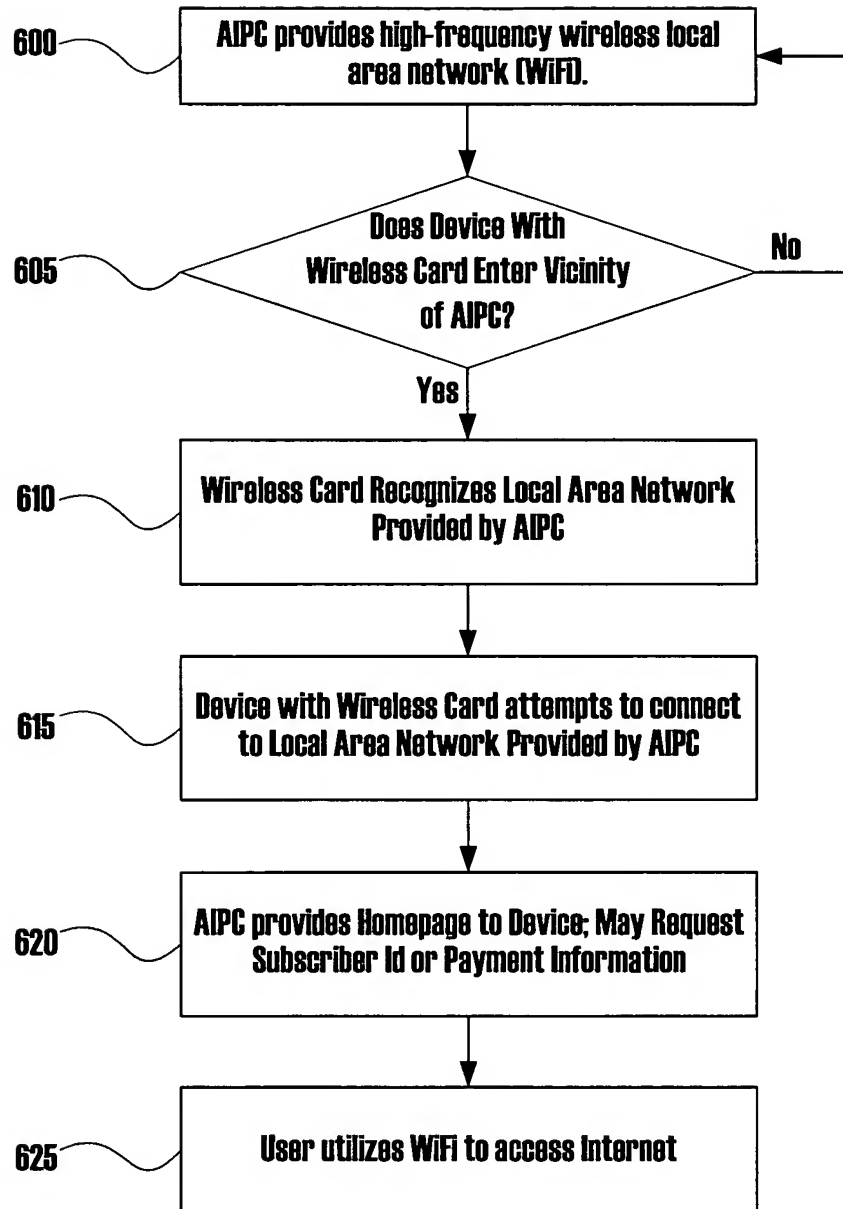 600
AIPC provides high-frequency wireless local
area network (WiFi).
Does Device With
605
Wireless Card Enter Vicinity
of AIPC?
No
Yes
610
Wireless Card Recognizes Local Area Network
Provided by AIPC
615
Device with Wireless Card attempts to connect
to Local Area Network Provided by AIPC
620
AIPC provides Homepage to Device; May Request
Subscriber Id or Payment Information
625
User utilizes WiFi to access Internet